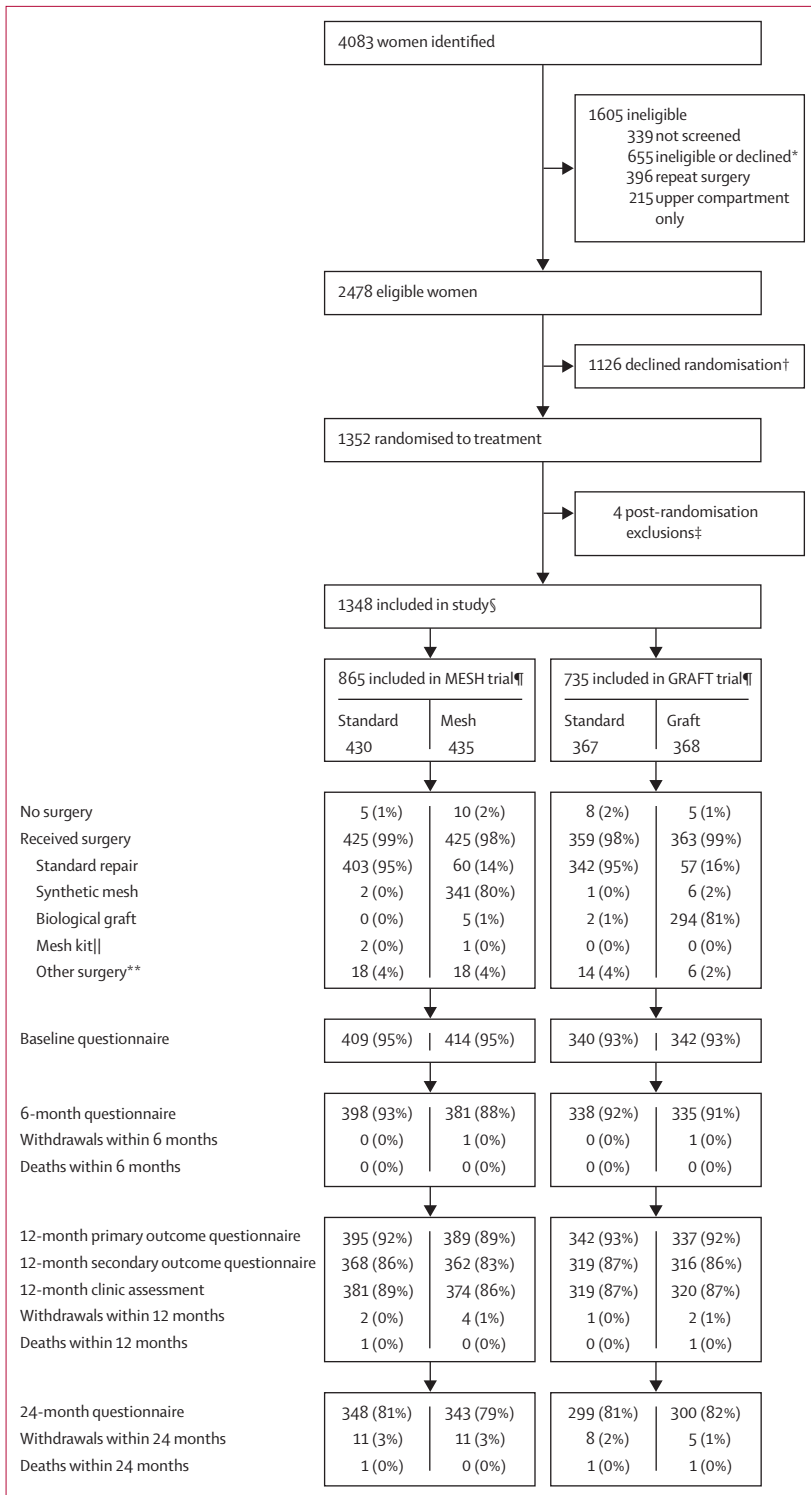 4083 women identified
1605 ineligible
339 not screened
655 ineligible or declined*
396 repeat surgery
215 upper compartment
only
2478 eligible women
1126 declined randomisation†
1352 randomised to treatment
4 post-randomisation
exclusions‡
1348 included in study§
865 included in MESH trial¶ 735 included in GRAFT trial¶
Standard Mesh Standard Graft
430 435 367 368
No surgery 5 (1%) 10 (2%) 8 (2%) 5 (1%)
Received surgery 425 (99%) 425 (98%) 359 (98%) 363 (99%)
Standard repair 403 (95%) 60 (14%) 342 (95%) 57 (16%)
Synthetic mesh 2 (0%) 341 (80%) 1 (0%) 6 (2%)
Biological graft 0 (0%) 5 (1%) 2 (1%) 294 (81%)
Mesh kit|| 2 (0%) 1 (0%) 0 (0%) 0 (0%)
Other surgery** 18 (4%) 18 (4%) 14 (4%) 6 (2%)
Baseline questionnaire 409 (95%) 414 (95%) 340 (93%) 342 (93%)
6-month questionnaire 398 (93%) 381 (88%) 338 (92%) 335 (91%)
Withdrawals within 6 months 0 (0%) 1 (0%) 0 (0%) 1 (0%)
Deaths within 6 months 0 (0%) 0 (0%) 0 (0%) 0 (0%)
12-month primary outcome questionnaire 395 (92%) 389 (89%) 342 (93%) 337 (92%)
12-month secondary outcome questionnaire 368 (86%) 362 (83%) 319 (87%) 316 (86%)
12-month clinic assessment 381 (89%) 374 (86%) 319 (87%) 320 (87%)
Withdrawals within 12 months 2 (0%) 4 (1%) 1 (0%) 2 (1%)
Deaths within 12 months 1 (0%) 0 (0%) 0 (0%) 1 (0%)
24-month questionnaire 348 (81%) 343 (79%) 299 (81%) 300 (82%)
Withdrawals within 24 months 11 (3%) 11 (3%) 8 (2%) 5 (1%)
Deaths within 24 months 1 (0%) 0 (0%) 1 (0%) 1 (0%)